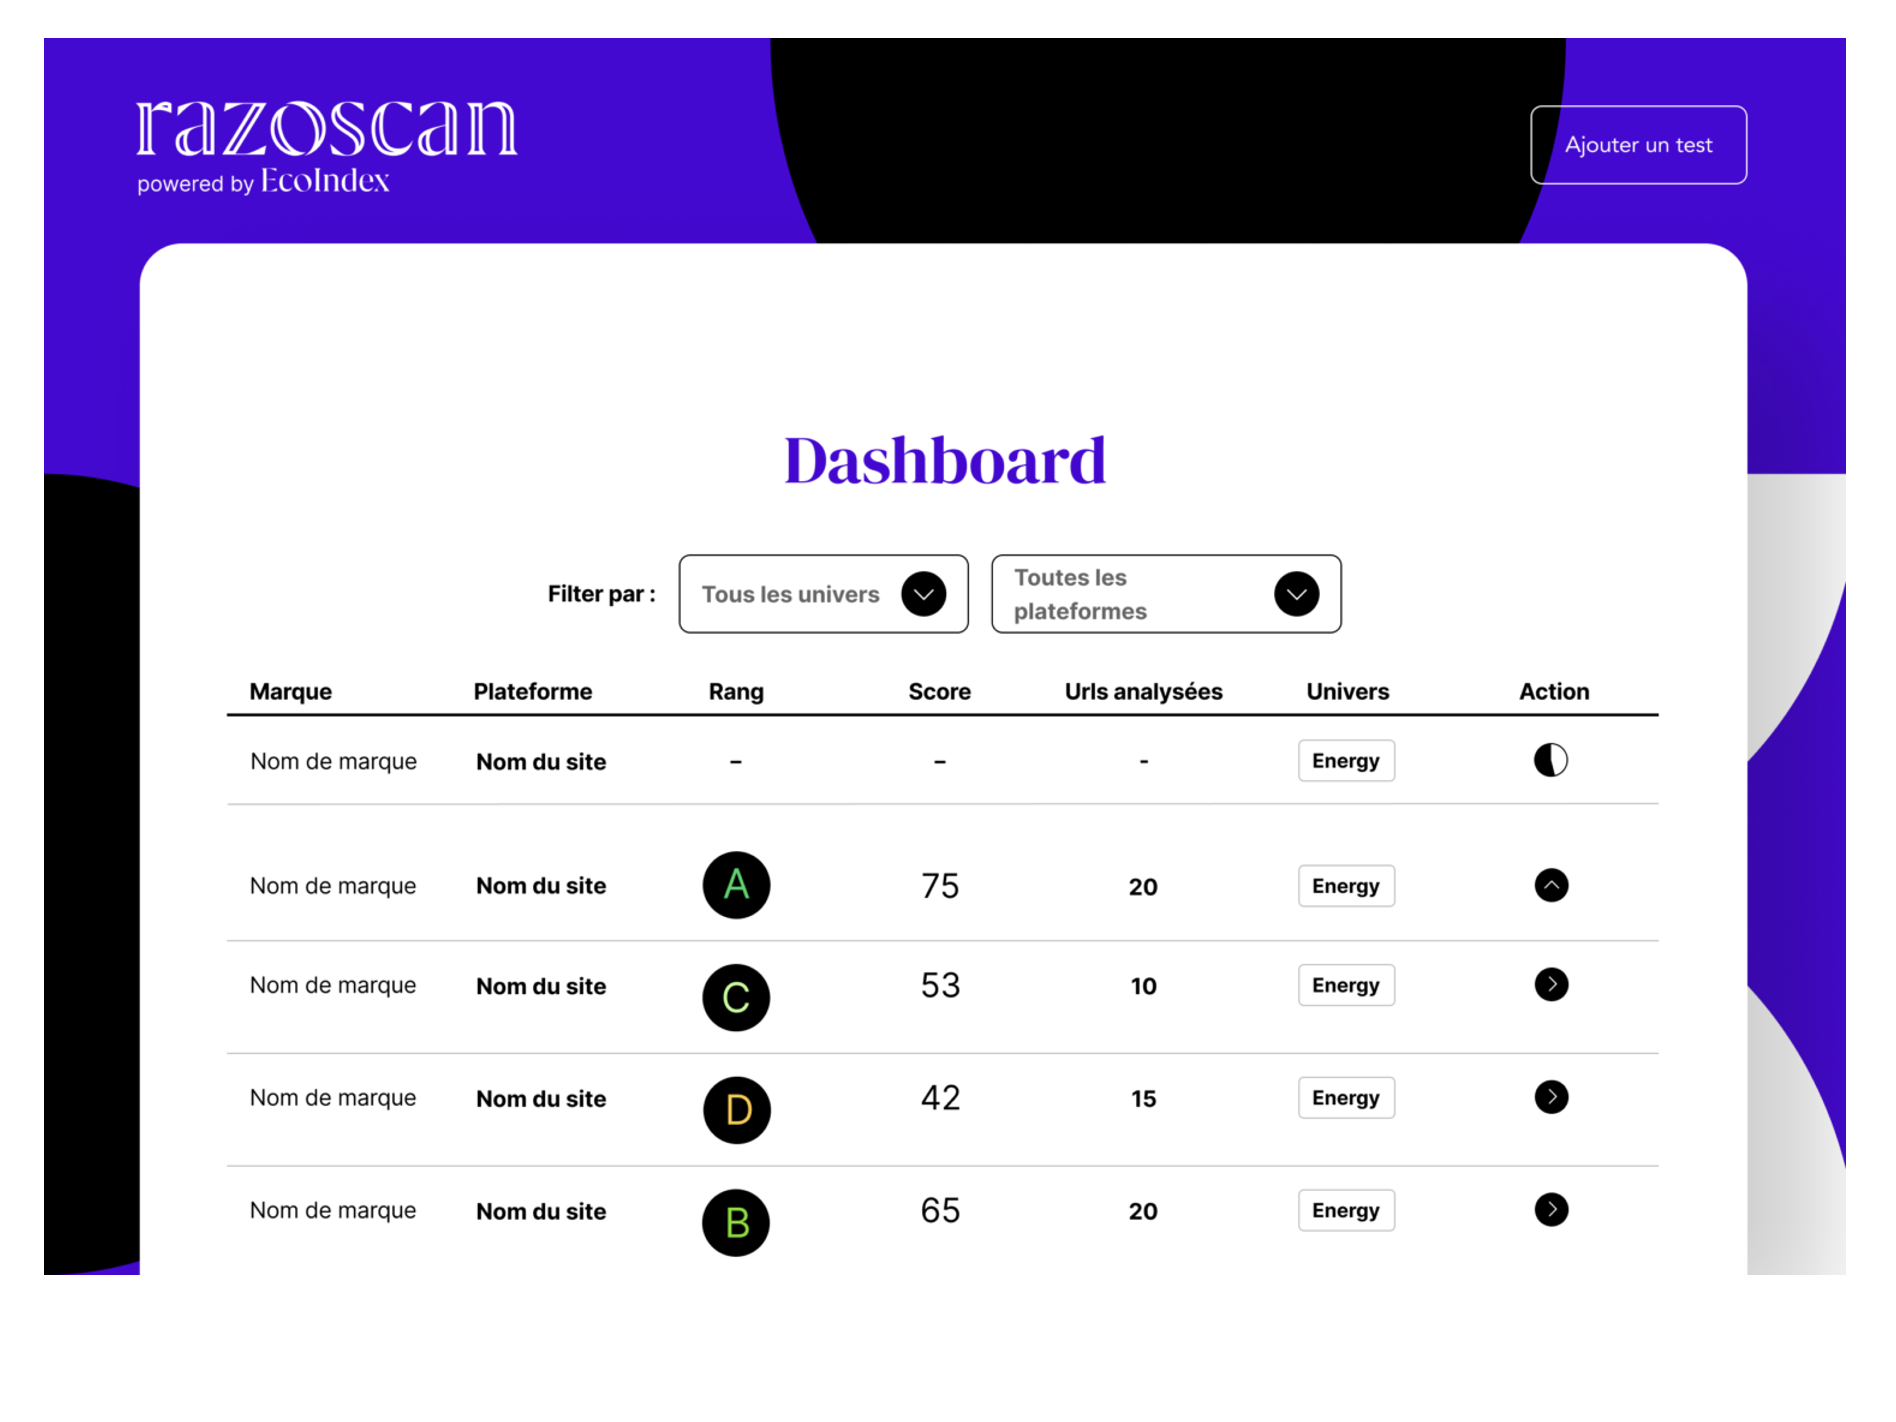 razoscan
powered by EcoIndex
Ajouter un test
Dashboard
Filter par : Tous les univers Toutes les
plateformes
Marque Plateforme Rang Score Urls analysées Univers Action
Nom de marque Nom du site – – - Energy
Nom de marque Nom du site A 75 20 Energy
Nom de marque Nom du site C 53 10 Energy
Nom de marque Nom du site D 42 15 Energy
Nom de marque Nom du site B 65 20 Energy